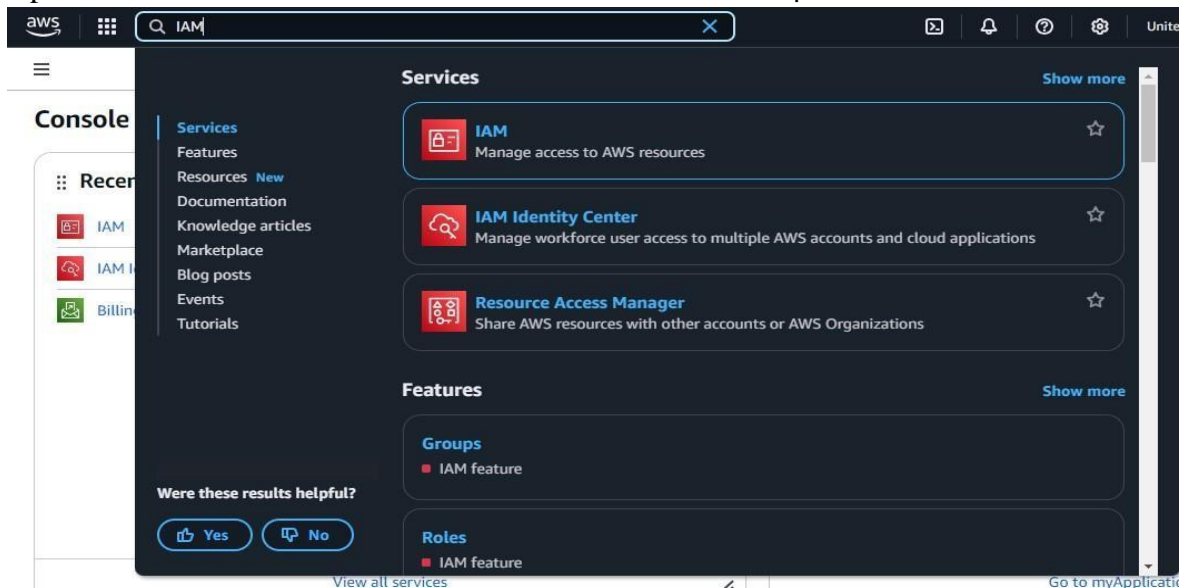 aws
IAM
Unite
Console
Recer
IAM
IAM I
Billin
Services
Features
Resources New
Documentation
Knowledge articles
Marketplace
Blog posts
Events
Tutorials
Were these results helpful?
Yes No
Services Show more
IAM
Manage access to AWS resources
IAM Identity Center
Manage workforce user access to multiple AWS accounts and cloud applications
Resource Access Manager
Share AWS resources with other accounts or AWS Organizations
Features Show more
Groups
IAM feature
Roles
IAM feature
View all services
Go to myApplicatio